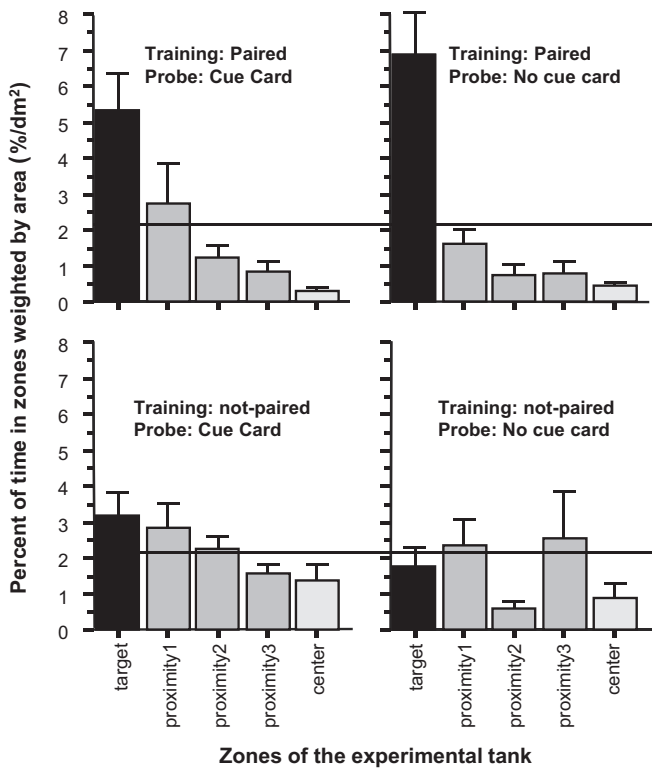 Percent of time in zones weighted by area (%/dm²)
8
7
6
5
4
3
2
1
0
Training: Paired
Probe: Cue Card
Training: Paired
Probe: No cue card
8
7
6
5
4
3
2
1
0
Training: not-paired
Probe: Cue Card
Training: not-paired
Probe: No cue card
target
proximity1
proximity2
proximity3
center
target
proximity1
proximity2
proximity3
center
Zones of the experimental tank